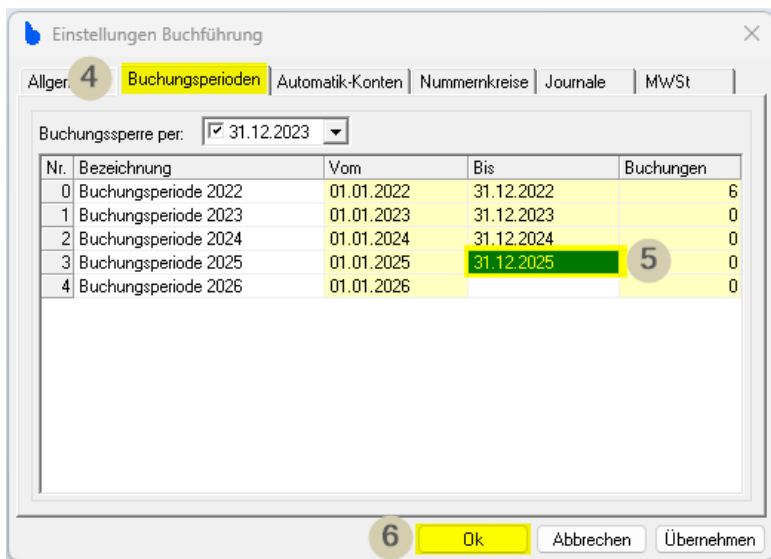 Einstellungen Buchführung
Allger 4 Buchungsperioden Automatik-Konten Nummernkreise Journale MWSt
Buchungssperre per: 31.12.2023
Nr. Bezeichnung Vom Bis Buchungen
0 Buchungsperiode 2022 01.01.2022 31.12.2022 6
1 Buchungsperiode 2023 01.01.2023 31.12.2023 0
2 Buchungsperiode 2024 01.01.2024 31.12.2024 0
3 Buchungsperiode 2025 01.01.2025 31.12.2025 5 0
4 Buchungsperiode 2026 01.01.2026 0
6 Ok Abbrechen Übernehmen